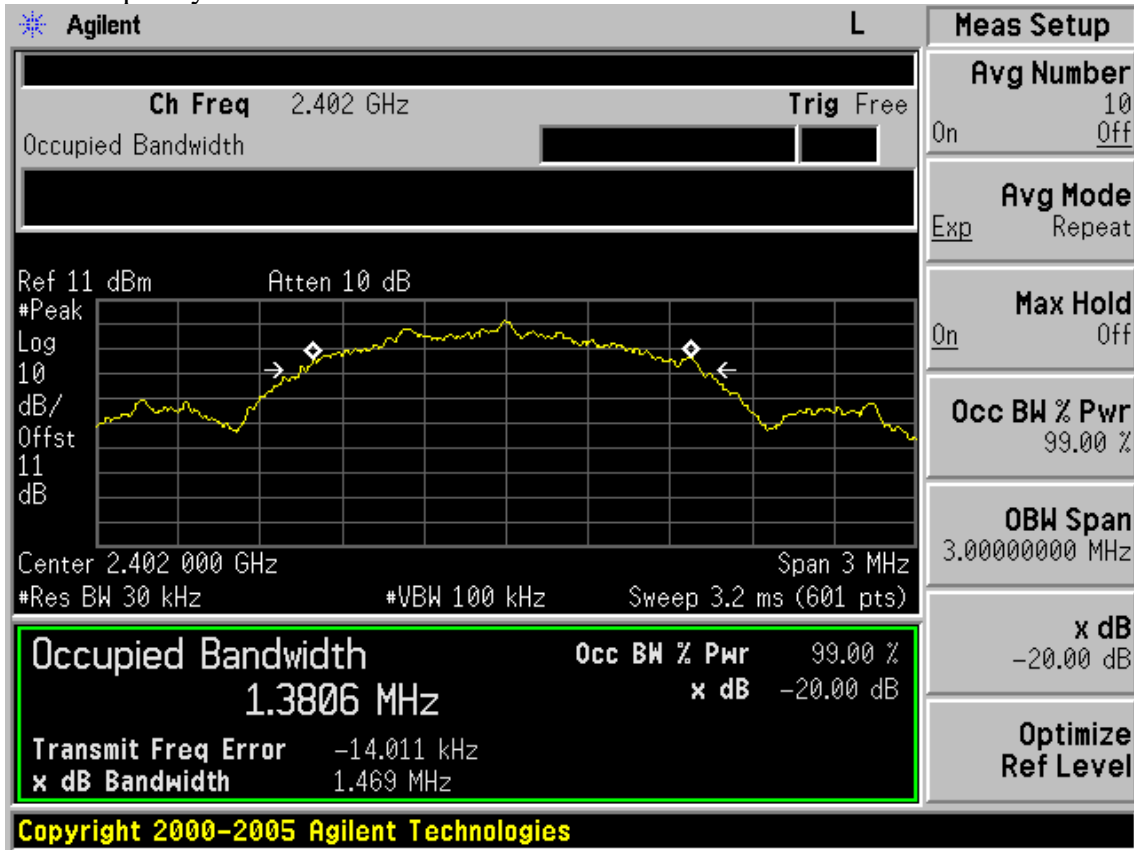 Agilent L
Meas Setup
Ch Freq 2.402 GHz Trig Free
Occupied Bandwidth
Ref 11 dBm Atten 10 dB
#Peak
Log
10
dB/
Offst
11
dB
Center 2.402 000 GHz Span 3 MHz
#Res BW 30 kHz #VBW 100 kHz Sweep 3.2 ms (601 pts)
Occupied Bandwidth Occ BW % Pwr 99.00 %
1.3806 MHz x dB -20.00 dB
Transmit Freq Error -14.011 kHz
x dB Bandwidth 1.469 MHz
Copyright 2000-2005 Agilent Technologies
Avg Number
10
On Off
Avg Mode
Exp Repeat
Max Hold
On Off
Occ BW % Pwr
99.00 %
OBW Span
3.00000000 MHz
x dB
-20.00 dB
Optimize
Ref Level